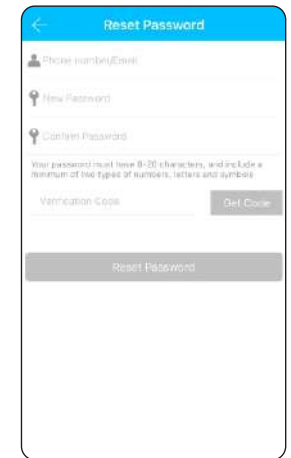 Reset Password
Phone number/Email
New Password
Confirm Password
Your password must have 8-20 characters, and include a
minimum of two types of numbers, letters and symbols
Verification Code
Get Code
Reset Password